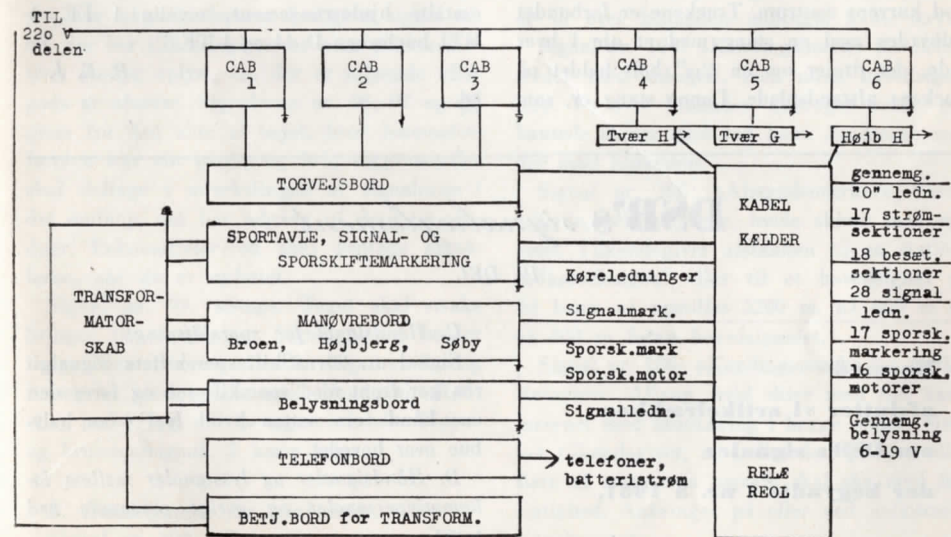 TIL
220 V
delen
CAB
1
CAB
2
CAB
3
CAB
4
CAB
5
CAB
6
Tvær H
Tvær G
Højb H
TOGVEJSBORD
SPORTAVLE, SIGNAL-
SPORSKIFTEMARKERING
MANØVREBORD
Broen, Højbjerg, Søby
Belysningsbord
TELEFONBORD
BETJ.BORD for TRANSFORM.
TRANSFOR-
MATOR-
SKAB
Køreledninger
Signalmark.
Sporsk.mark
Sporsk.motor
Signalledn.
telefoner,
batteristrøm
KABEL
KÆLDER
RELÆ
REOL
gennemg.
"O" ledn.
17 strøm-
sektioner
18 besæt.
sektioner
28 signal
ledn.
17 sporsk.
markering
16 sporsk.
motorer
Gennemg.
belysning
6-19 V